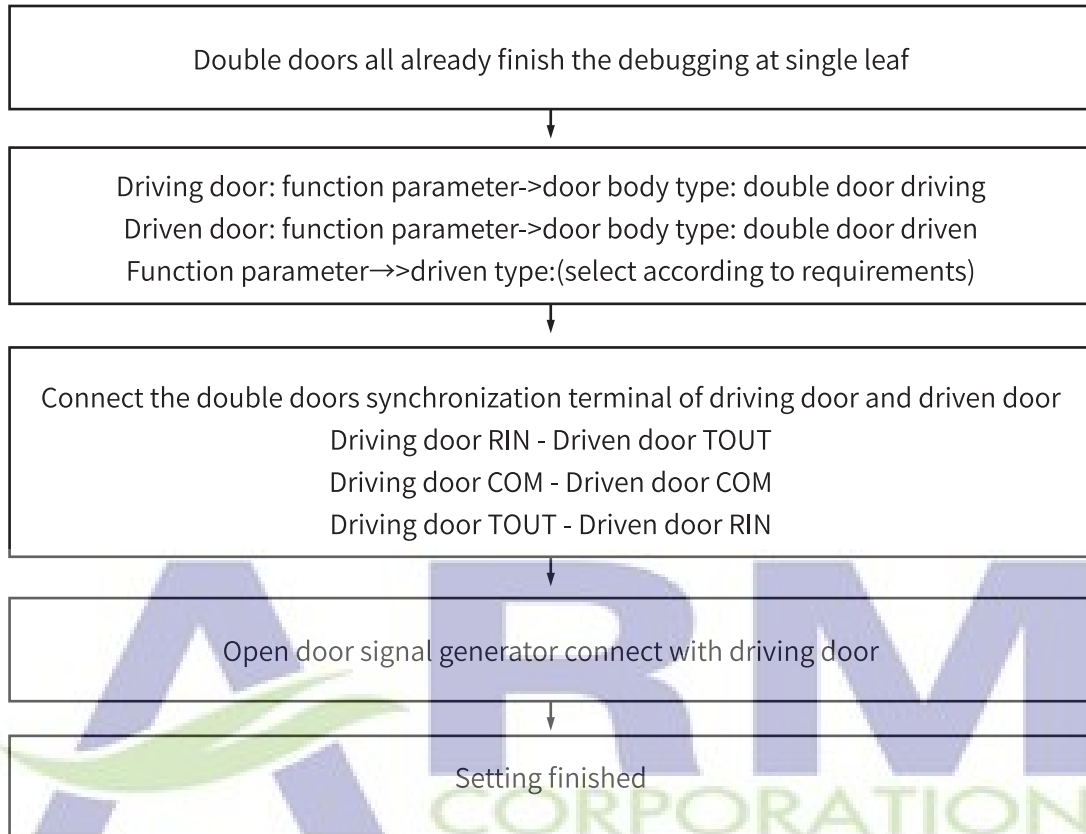 Double doors all already finish the debugging at single leaf
Driving door: function parameter->door body type: double door driving
Driven door: function parameter->door body type: double door driven
Function parameter→>driven type:(select according to requirements)
Connect the double doors synchronization terminal of driving door and driven door
Driving door RIN - Driven door TOUT
Driving door COM - Driven door COM
Driving door TOUT - Driven door RIN
Open door signal generator connect with driving door
Setting finished
ARM
CORPORATION